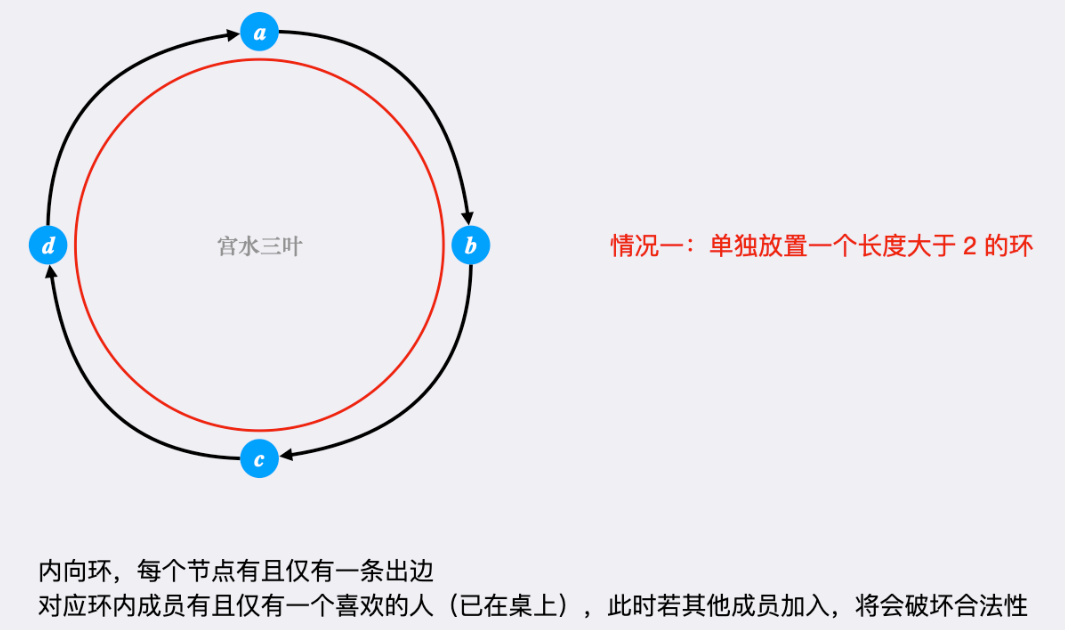 a
d
宫水三叶
b
情况一：单独放置一个长度大于 2 的环
c
内向环，每个节点有且仅有一条出边
对应环内成员有且仅有一个喜欢的人（已在桌上），此时若其他成员加入，将会破坏合法性